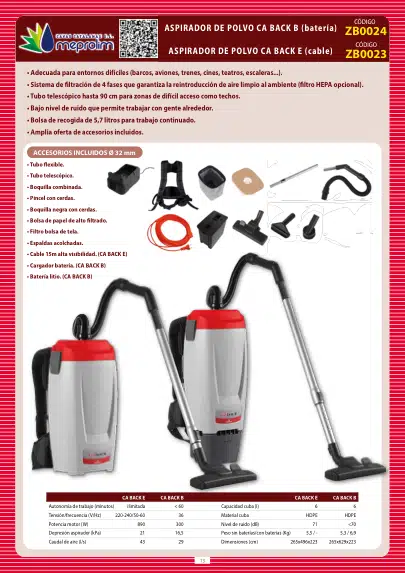 CUYÁS CATALANAS S.L.
meprolim
ASPIRADOR DE POLVO CA BACK B (batería)
CÓDIGO
ZB0024
ASPIRADOR DE POLVO CA BACK E (cable)
CÓDIGO
ZB0023
• Adecuada para entornos difíciles (barcos, aviones, trenes, cines, teatros, escaleras...).
• Sistema de filtración de 4 fases que garantiza la reintroducción de aire limpio al ambiente (filtro HEPA opcional).
• Tubo telescópico hasta 90 cm para zonas de difícil acceso como techos.
• Bajo nivel de ruido que permite trabajar con gente alrededor.
• Bolsa de recogida de 5,7 litros para trabajo continuado.
• Amplia oferta de accesorios incluidos.
ACCESORIOS INCLUIDOS Ø 32 mm
• Tubo flexible.
• Tubo telescópico.
• Boquilla combinada.
• Pincel con cerdas.
• Boquilla negra con cerdas.
• Bolsa de papel de alto filtrado.
• Filtro bolsa de tela.
• Espaldas acolchadas.
• Cable 15m alta visibilidad. (CA BACK E)
• Cargador batería. (CA BACK B)
• Batería litio. (CA BACK B)
CA BACK E CA BACK B
Autonomía de trabajo (minutos) ilimitada < 60
Tensión/frecuencia (V/Hz) 220-240/50-60 36
Potencia motor (W) 890 300
Depresión aspirador (kPa) 21 16,5
Caudal de aire (l/s) 43 29
CA BACK E CA BACK B
Capacidad cuba (l) 6 6
Material cuba HDPE HDPE
Nivel de ruido (dB) 71 <70
Peso sin baterías/con baterías (Kg) 5,5 / - 5,3 / 6,9
Dimensiones (cm) 265x496x223 263x629x223